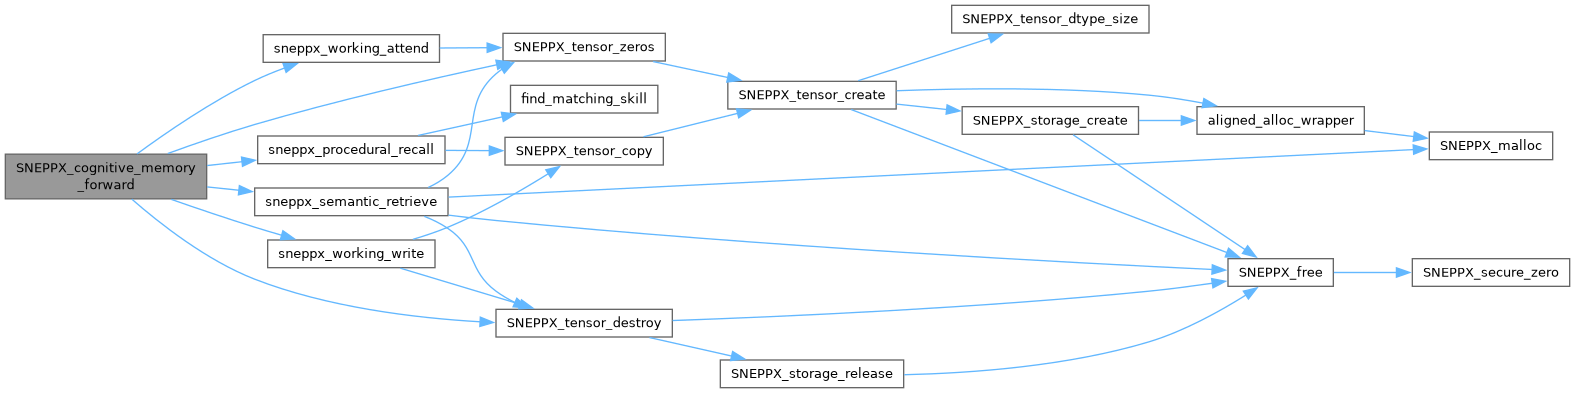 SNEPPX_cognitive_memory
_forward
sneppx_working_attend
SNEPPX_tensor_zeros
SNEPPX_tensor_create
SNEPPX_tensor_dtype_size
SNEPPX_storage_create
aligned_alloc_wrapper
SNEPPX_malloc
SNEPPX_free
SNEPPX_secure_zero
sneppx_procedural_recall
find_matching_skill
SNEPPX_tensor_copy
sneppx_semantic_retrieve
SNEPPX_tensor_destroy
SNEPPX_storage_release
sneppx_working_write